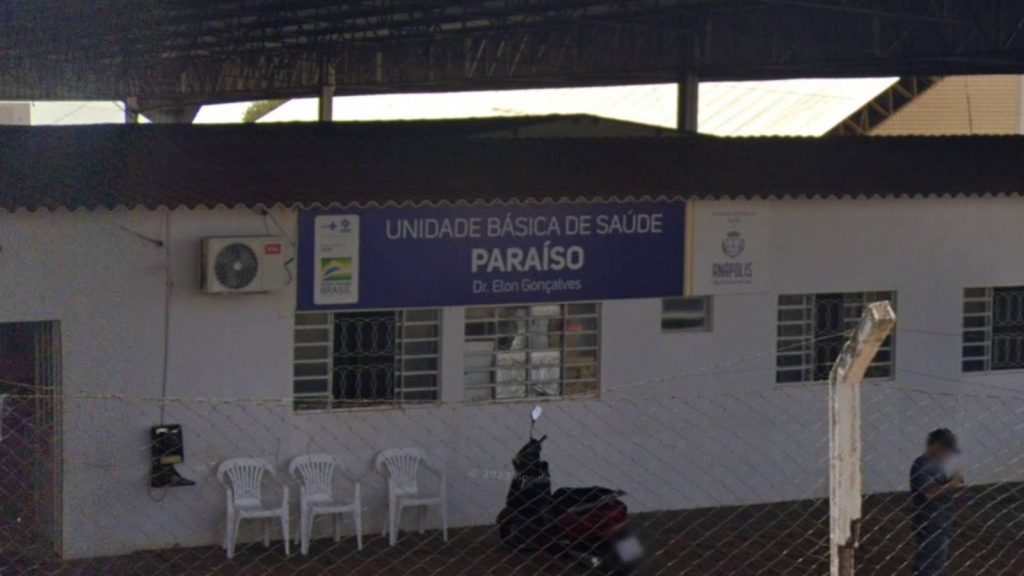 UNIDADE BÁSICA DE SAÚDE
PARAÍSO
Dr. Elon Gonçalves
BRASIL
ANÁPOLIS